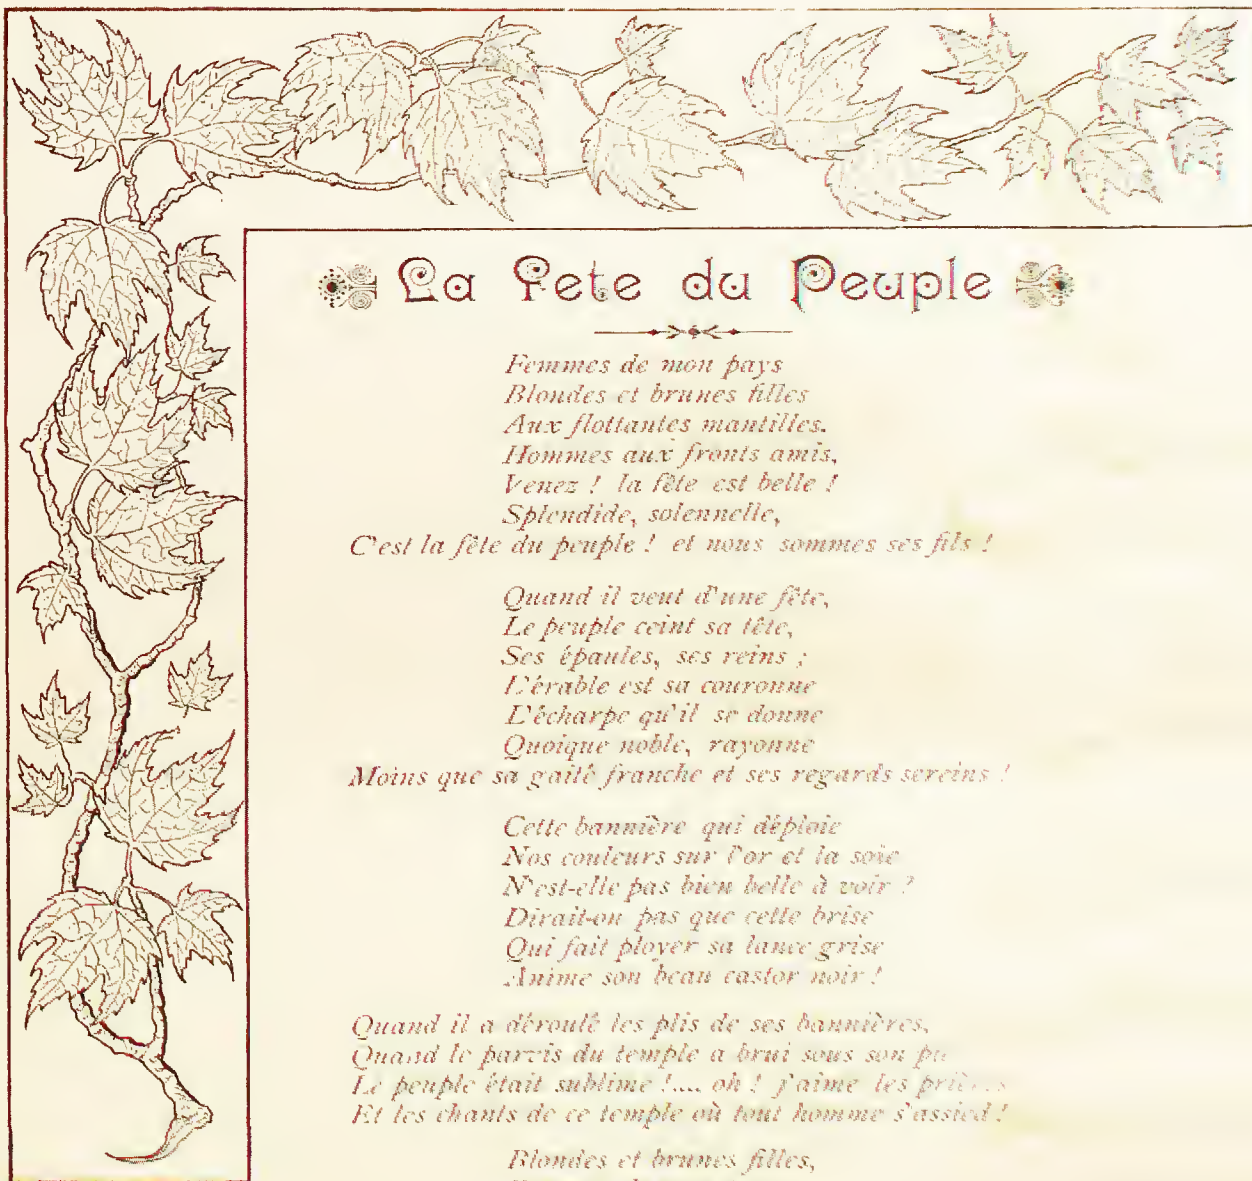 La Fete du Peuple
Femmes de mon pays
Blondes et brunes filles
Aux flottantes mantilles.
Hommes aux fronts amis,
Venez ! la fête est belle !
Splendide, solennelle,
C'est la fête du peuple ! et nous sommes ses fils !
Quand il veut d'une fête,
Le peuple ceint sa tête,
Ses épaules, ses reins ;
L'érable est sa couronne
L'écharpe qu'il se donne
Quoique noble, rayonne
Moins que sa gaité franche et ses regards sereins !
Cette bannière qui déploie
Nos couleurs sur l'or et la soie
N'est-elle pas bien belle à voir ?
Dirait-on pas que cette brise
Qui fait ployer sa lance grise
Anime son beau castor noir !
Quand il a déroulé les plis de ses bannières,
Quand le parvis du temple a brui sous son
Le peuple était sublime !.... oh ! j'aime les prières
Et les chants de ce temple où tout homme s'assied !
Blondes et brunes filles,